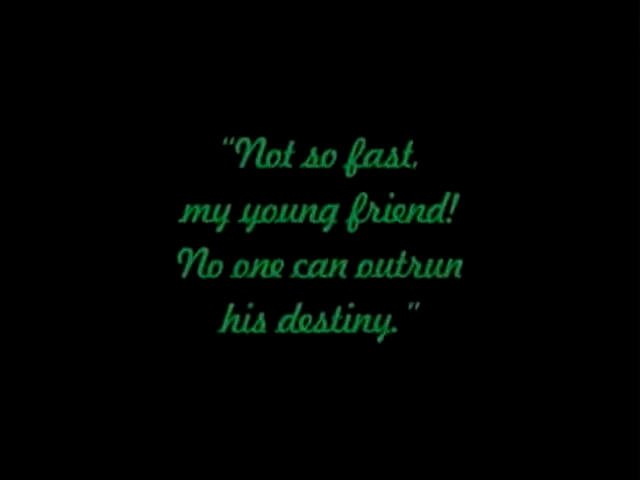 "Not so fast,
my young friend!
No one can outrun
his destiny."